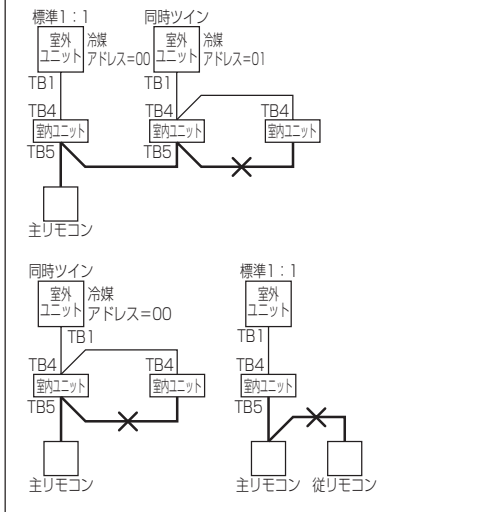 標準1：1
同時ツイン
室外
ユニット
冷媒
アドレス=00
室外
ユニット
冷媒
アドレス=01
TB1
TB1
TB4
TB4
TB4
室内ユニット
室内ユニット
室内ユニット
TB5
TB5
主リモコン
同時ツイン
標準1：1
室外
ユニット
冷媒
アドレス=00
室外
ユニット
TB1
TB1
TB4
TB4
TB4
室内ユニット
室内ユニット
室内ユニット
TB5
TB5
主リモコン
主リモコン
従リモコン